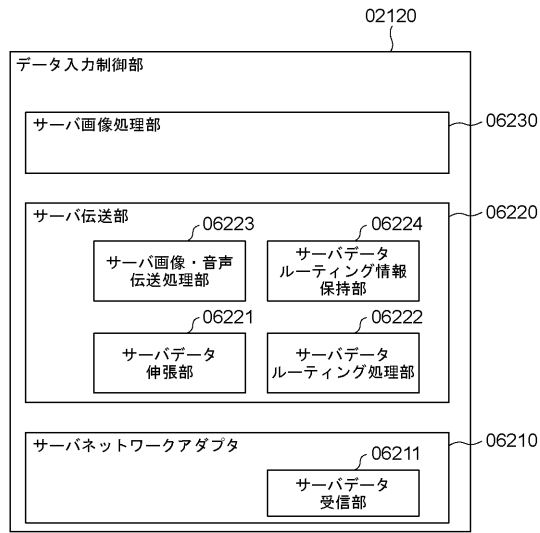 02120
データ入力制御部
サーバ画像処理部
06230
サーバ伝送部
06220
06223
サーバ画像・音声
伝送処理部
06224
サーバデータ
ルーティング情報
保持部
06221
サーバデータ
伸張部
06222
サーバデータ
ルーティング処理部
サーバネットワークアダプタ
06210
06211
サーバデータ
受信部